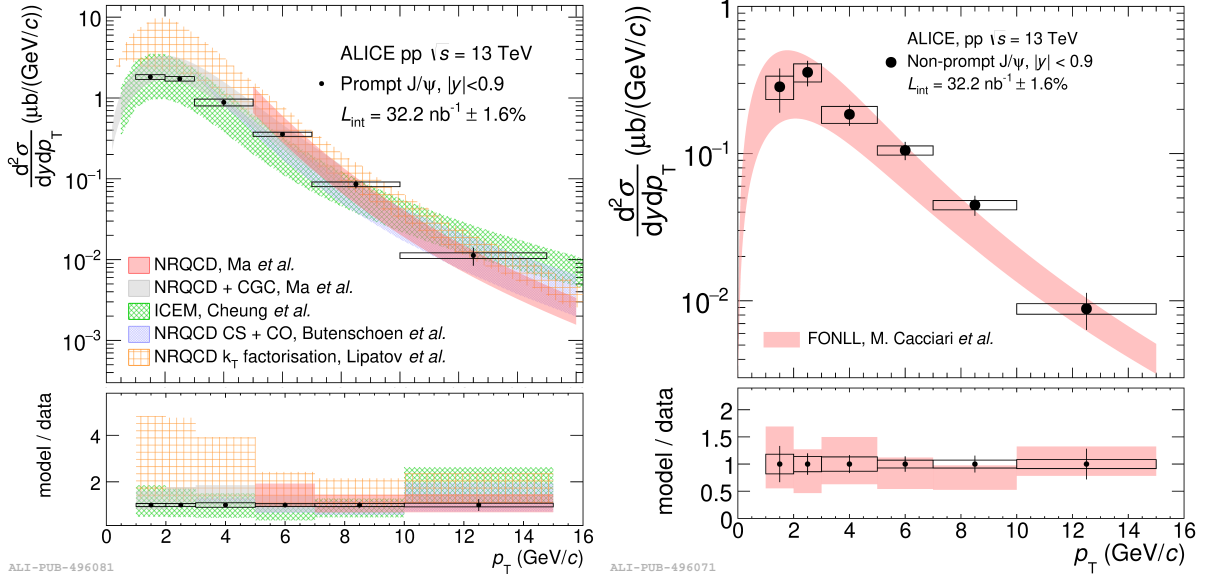 10
1
10⁻¹
10⁻²
10⁻³
d²σ
dydp_T (μb/(GeV/c))
ALICE pp √s = 13 TeV
Prompt J/ψ, |y|<0.9
L_int = 32.2 nb⁻¹ ± 1.6%
NRQCD, Ma et al.
NRQCD + CGC, Ma et al.
ICEM, Cheung et al.
NRQCD CS + CO, Butenschoen et al.
NRQCD k_T factorisation, Lipatov et al.
model / data
4
2
0 2 4 6 8 10 12 14 16
p_T (GeV/c)
ALI-PUB-496081
1
10⁻¹
10⁻²
d²σ
dydp_T (μb/(GeV/c))
ALICE, pp √s = 13 TeV
Non-prompt J/ψ, |y| < 0.9
L_int = 32.2 nb⁻¹ ± 1.6%
FONLL, M. Cacciari et al.
model / data
2
1.5
1
0.5
0
0 2 4 6 8 10 12 14 16
p_T (GeV/c)
ALI-PUB-496071